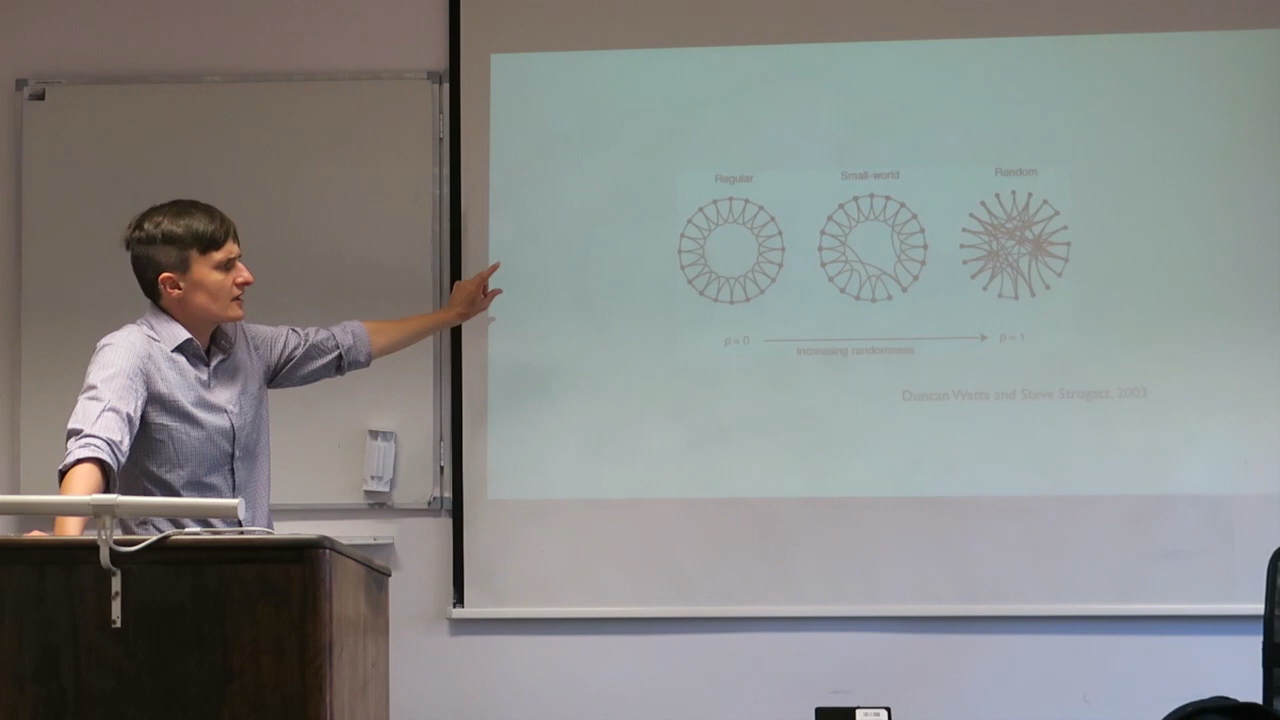 Regular Small-world Random
p = 0 p = 1
Increasing randomness
Duncan Watts and Steve Strogatz, 2003